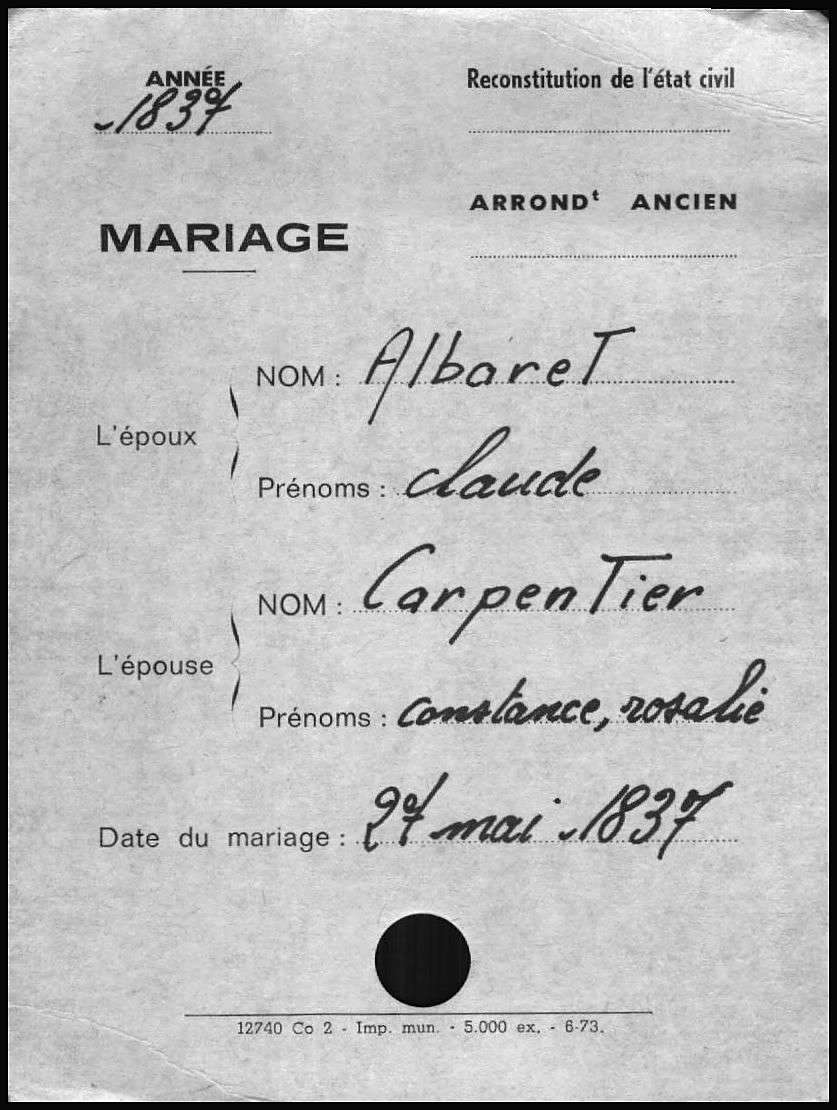 ANNÉE
1837
Reconstitution de l'état civil
ARRONDᵗ ANCIEN
MARIAGE
NOM : AlbareT
L'époux
Prénoms : claude
NOM : CarpenTier
L'épouse
Prénoms : constance, rosalie
Date du mariage : 27 mai 1837
12740 Co 2 - Imp. mun. - 5.000 ex. - 6-73.